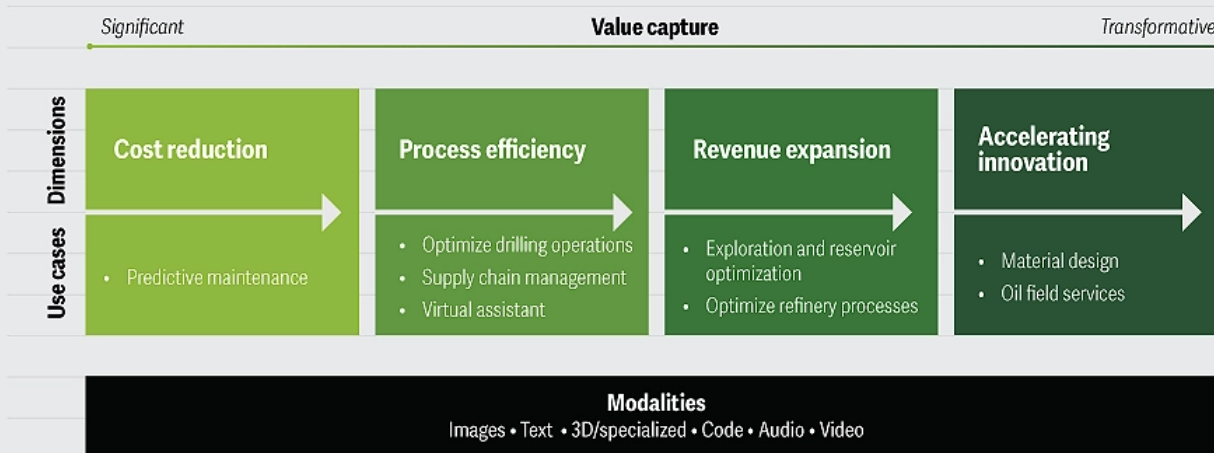 Significant
Value capture
Transformative
Dimensions
Cost reduction
Process efficiency
Revenue expansion
Accelerating
innovation
Use cases
• Predictive maintenance
• Optimize drilling operations
• Supply chain management
• Virtual assistant
• Exploration and reservoir
optimization
• Optimize refinery processes
• Material design
• Oil field services
Modalities
Images • Text • 3D/specialized • Code • Audio • Video